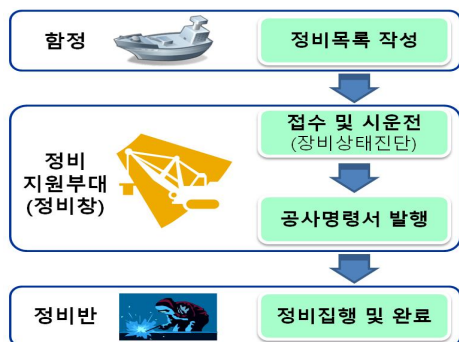 함정
정비목록 작성
정비
지원부대
(정비창)
접수 및 시운전
(장비상태진단)
공사명령서 발행
정비반
정비집행 및 완료